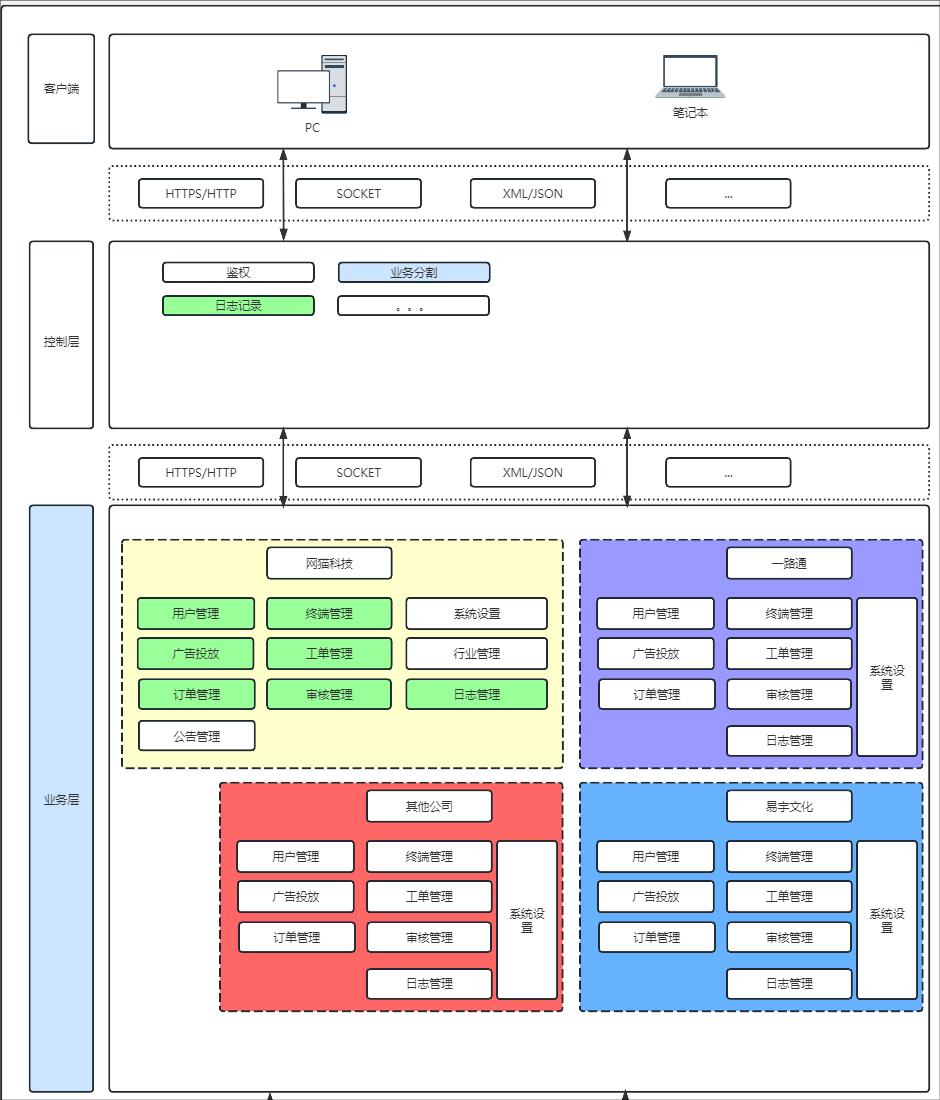 客户端
PC
笔记本
HTTPS/HTTP
SOCKET
XML/JSON
...
控制层
鉴权
业务分割
日志记录
。。。
HTTPS/HTTP
SOCKET
XML/JSON
...
业务层
网猫科技
用户管理
终端管理
系统设置
广告投放
工单管理
行业管理
订单管理
审核管理
日志管理
公告管理
一路通
用户管理
终端管理
广告投放
工单管理
订单管理
审核管理
日志管理
系统设
置
其他公司
用户管理
终端管理
广告投放
工单管理
订单管理
审核管理
日志管理
系统设
置
易宇文化
用户管理
终端管理
广告投放
工单管理
订单管理
审核管理
日志管理
系统设
置